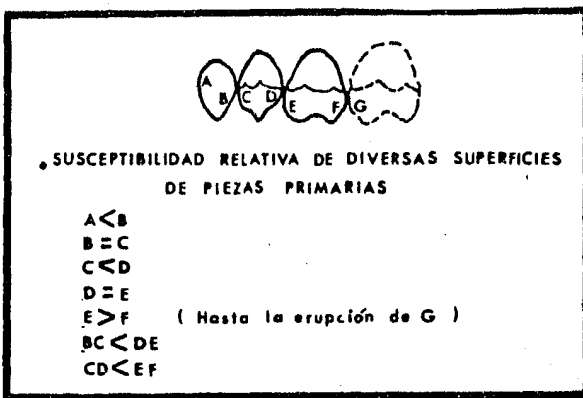 A B C D E F G
. SUSCEPTIBILIDAD RELATIVA DE DIVERSAS SUPERFICIES
DE PIEZAS PRIMARIAS
A<B
B=C
C<D
D=E
E>F ( Hasta la erupción de G )
BC<DE
CD<EF